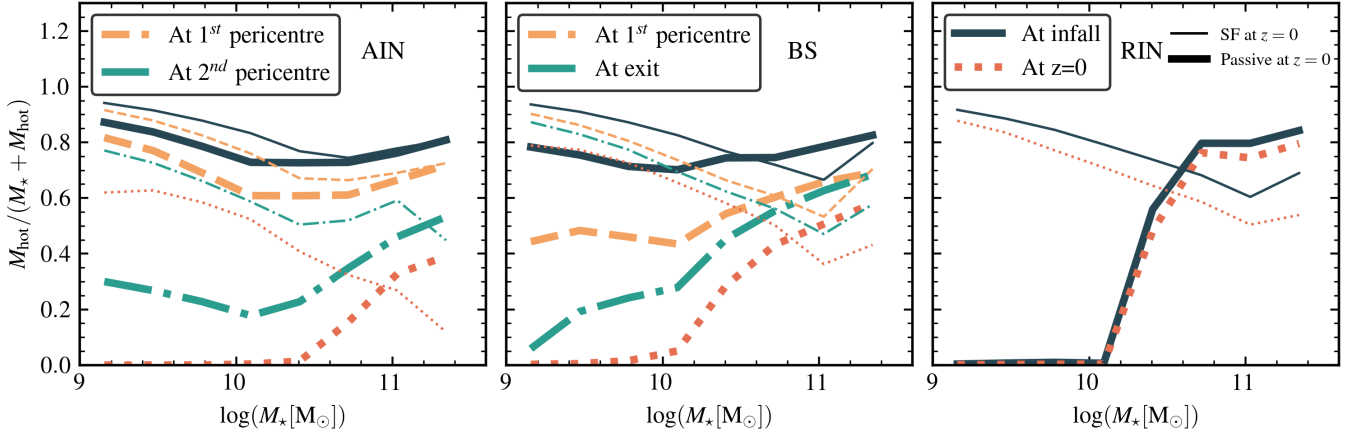 At 1st pericentre
At 2nd pericentre
AIN
At 1st pericentre
At exit
BS
At infall
At z=0
RIN
SF at z = 0
Passive at z = 0
1.2
1.0
0.8
0.6
0.4
0.2
0.0
M_hot/(M⋆ + M_hot)
9 10 11
9 10 11
9 10 11
log(M⋆[M⊙])
log(M⋆[M⊙])
log(M⋆[M⊙])